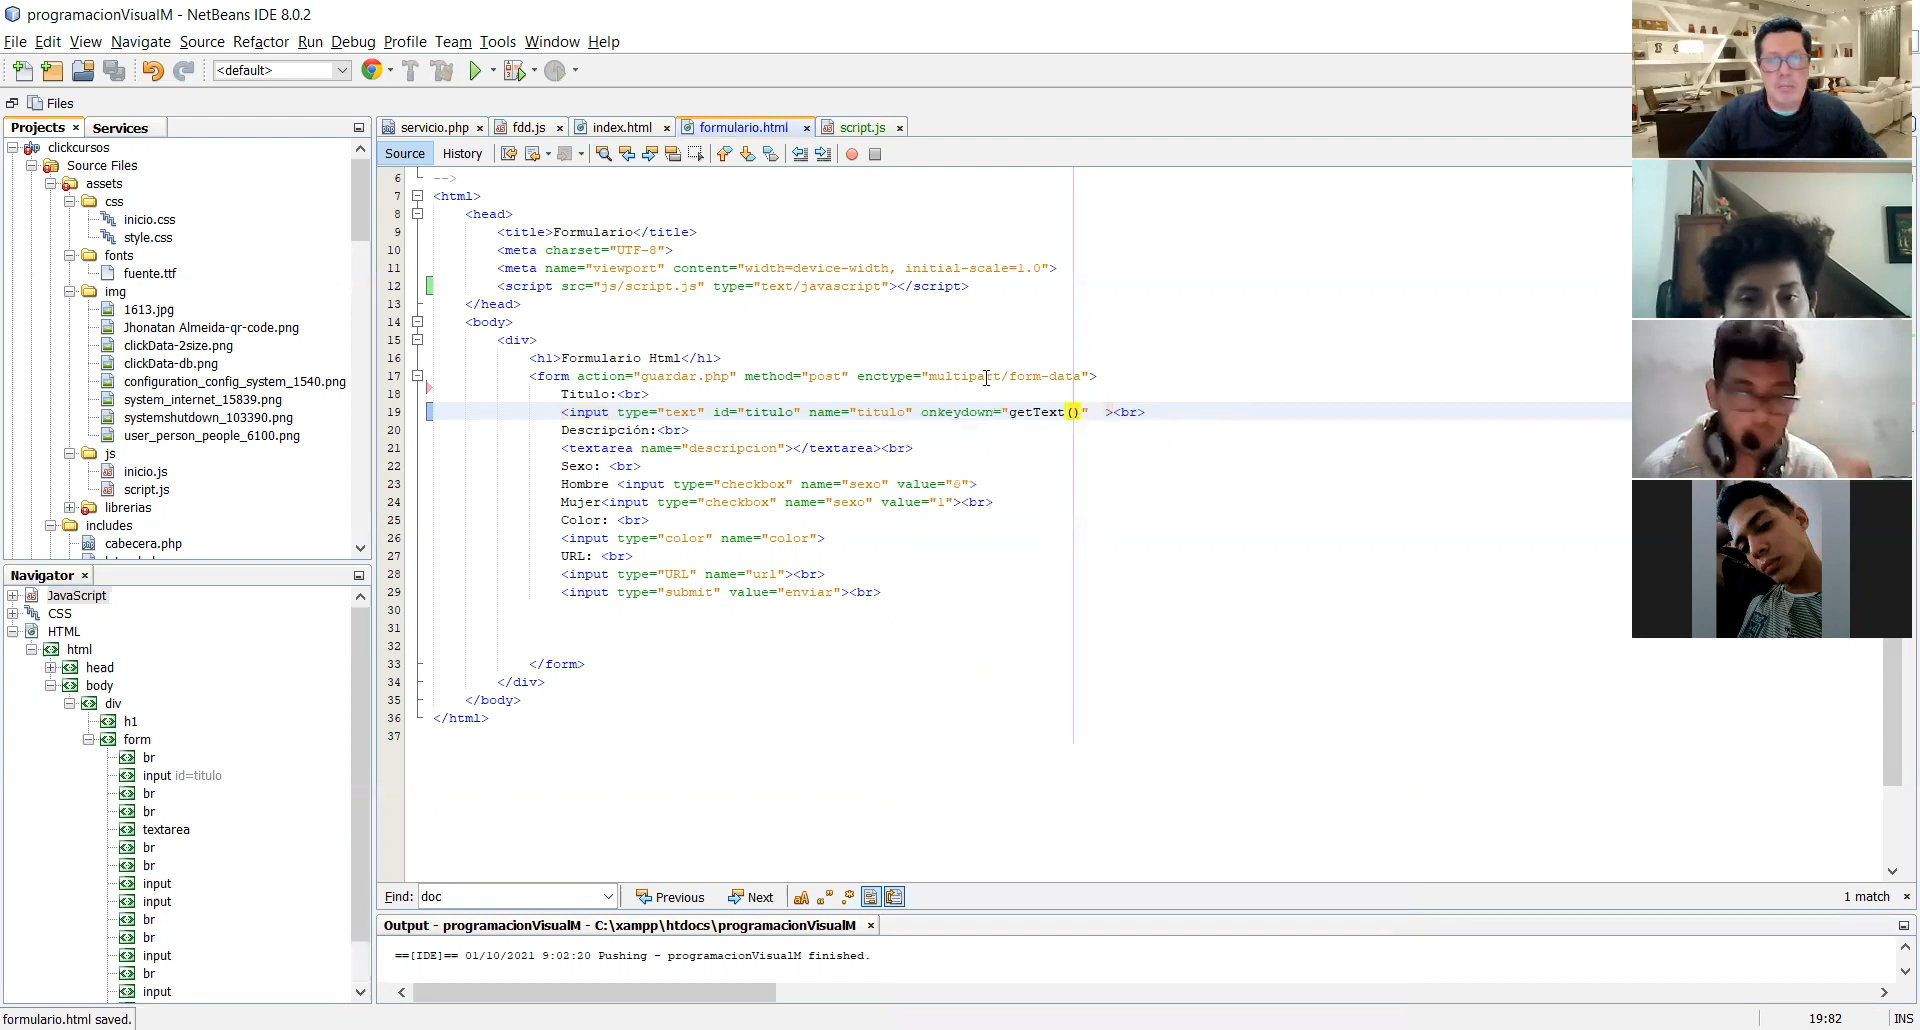 programacionVisualM - NetBeans IDE 8.0.2
File Edit View Navigate Source Refactor Run Debug Profile Team Tools Window Help
<default>
Files
Projects Services
clickcursos
Source Files
assets
css
inicio.css
style.css
fonts
fuente.ttf
img
1613.jpg
Jhonatan Almeida-qr-code.png
clickData-2size.png
clickData-db.png
configuration_config_system_1540.png
system_internet_15839.png
systemshutdown_103390.png
user_person_people_6100.png
js
inicio.js
script.js
librerias
includes
cabecera.php
Navigator
JavaScript
CSS
HTML
html
head
body
div
h1
form
br
input id=titulo
br
br
textarea
br
br
input
input
br
br
input
br
input
servicio.php fdd.js index.html formulario.html script.js
Source History
6 -->
7 <html>
8 <head>
9 <title>Formulario</title>
10 <meta charset="UTF-8">
11 <meta name="viewport" content="width=device-width, initial-scale=1.0">
12 <script src="js/script.js" type="text/javascript"></script>
13 </head>
14 <body>
15 <div>
16 <h1>Formulario Html</h1>
17 <form action="guardar.php" method="post" enctype="multipart/form-data">
18 Titulo:<br>
19 <input type="text" id="titulo" name="titulo" onkeydown="getText()" ><br>
20 Descripción:<br>
21 <textarea name="descripcion"></textarea><br>
22 Sexo: <br>
23 Hombre <input type="checkbox" name="sexo" value="0">
24 Mujer<input type="checkbox" name="sexo" value="1"><br>
25 Color: <br>
26 <input type="color" name="color">
27 URL: <br>
28 <input type="URL" name="url"><br>
29 <input type="submit" value="enviar"><br>
30
31
32
33 </form>
34 </div>
35 </body>
36 </html>
37
Find: doc Previous Next 1 match
Output - programacionVisualM - C:\xampp\htdocs\programacionVisualM
==[IDE]== 01/10/2021 9:02:20 Pushing - programacionVisualM finished.
formulario.html saved. 19:82 INS